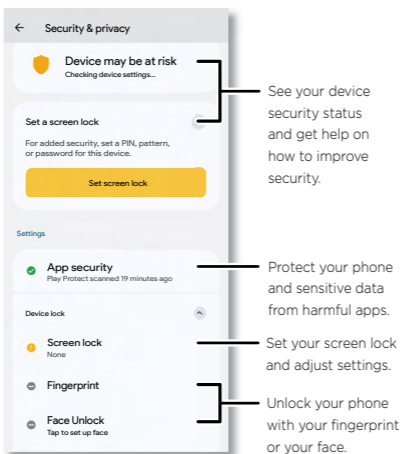 Security & privacy
Device may be at risk
Checking device settings...
Set a screen lock
For added security, set a PIN, pattern,
or password for this device.
Set screen lock
Settings
App security
Play Protect scanned 19 minutes ago
Device lock
Screen lock
None
Fingerprint
Face Unlock
Tap to set up face
See your device
security status
and get help on
how to improve
security.
Protect your phone
and sensitive data
from harmful apps.
Set your screen lock
and adjust settings.
Unlock your phone
with your fingerprint
or your face.